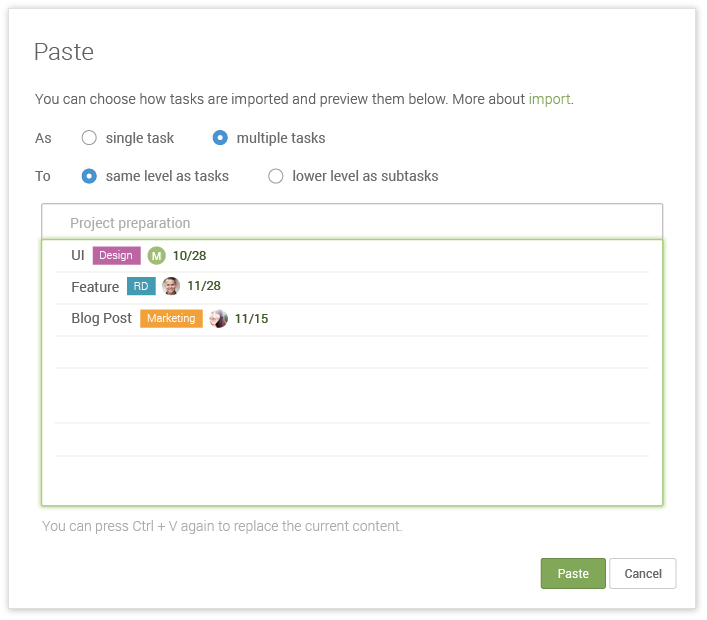 Paste
You can choose how tasks are imported and preview them below. More about import.
As single task multiple tasks
To same level as tasks lower level as subtasks
Project preparation
UI Design M 10/28
Feature RD 11/28
Blog Post Marketing 11/15
You can press Ctrl + V again to replace the current content.
Paste Cancel